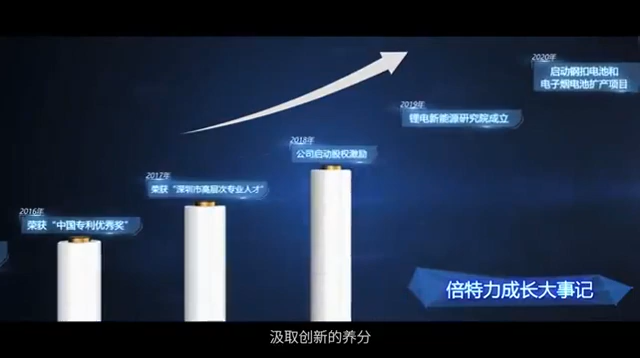 2020年
启动钢扣电池和
电子烟电池扩产项目
2019年
锂电新能源研究院成立
2018年
公司启动股权激励
2017年
荣获“深圳市高层次专业人才”
2016年
荣获“中国专利优秀奖”
倍特力成长大事记
汲取创新的养分